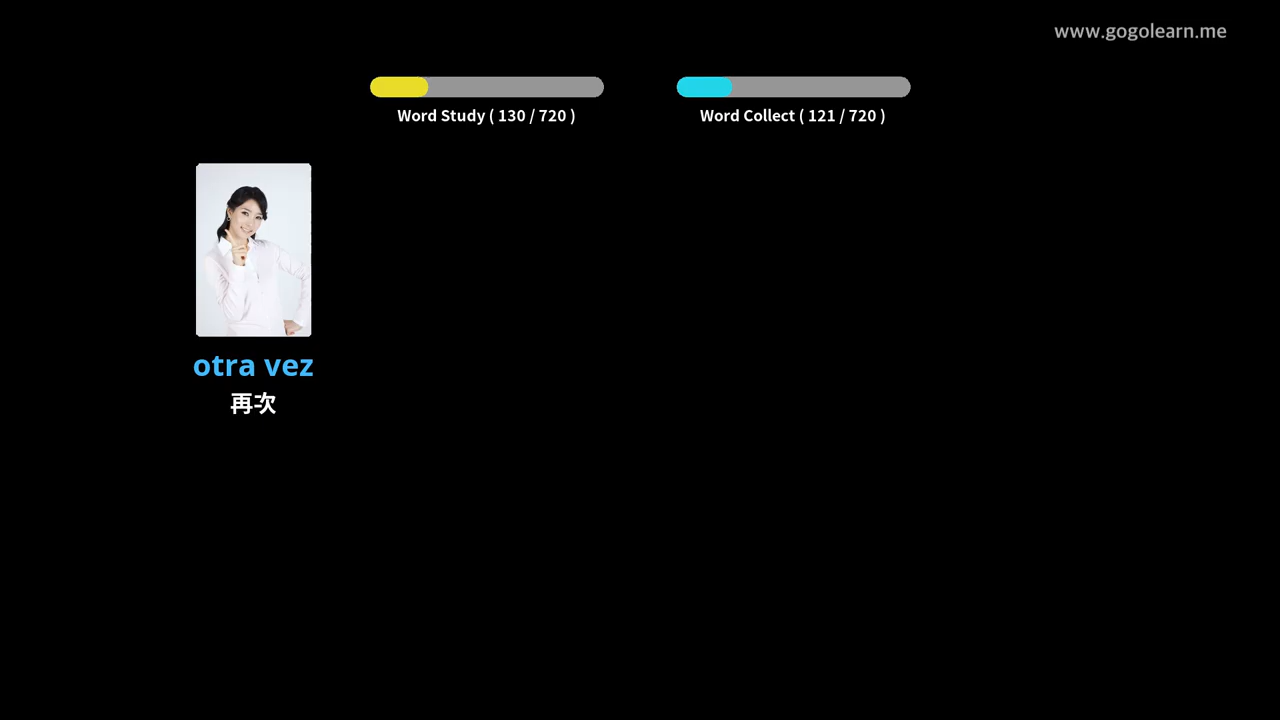 www.gogolearn.me
Word Study ( 130 / 720 )
Word Collect ( 121 / 720 )
otra vez
再次